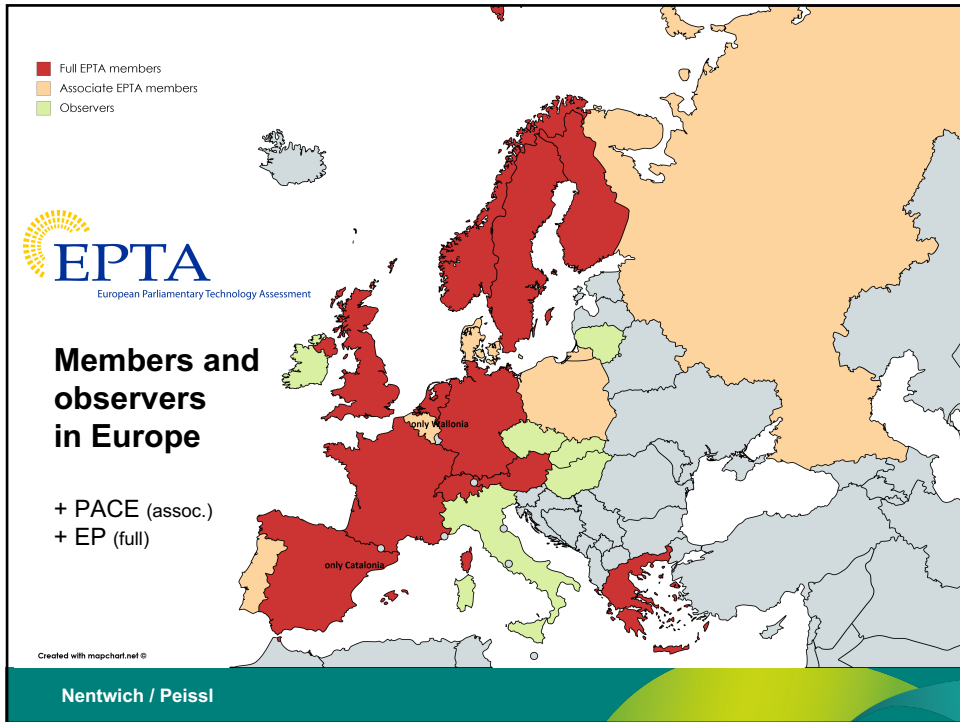 Full EPTA members
Associate EPTA members
Observers
EPTA
European Parliamentary Technology Assessment
Members and
observers
in Europe
only Wallonia
+ PACE (assoc.)
+ EP (full)
only Catalonia
Created with mapchart.net ©
Nentwich / Peissl